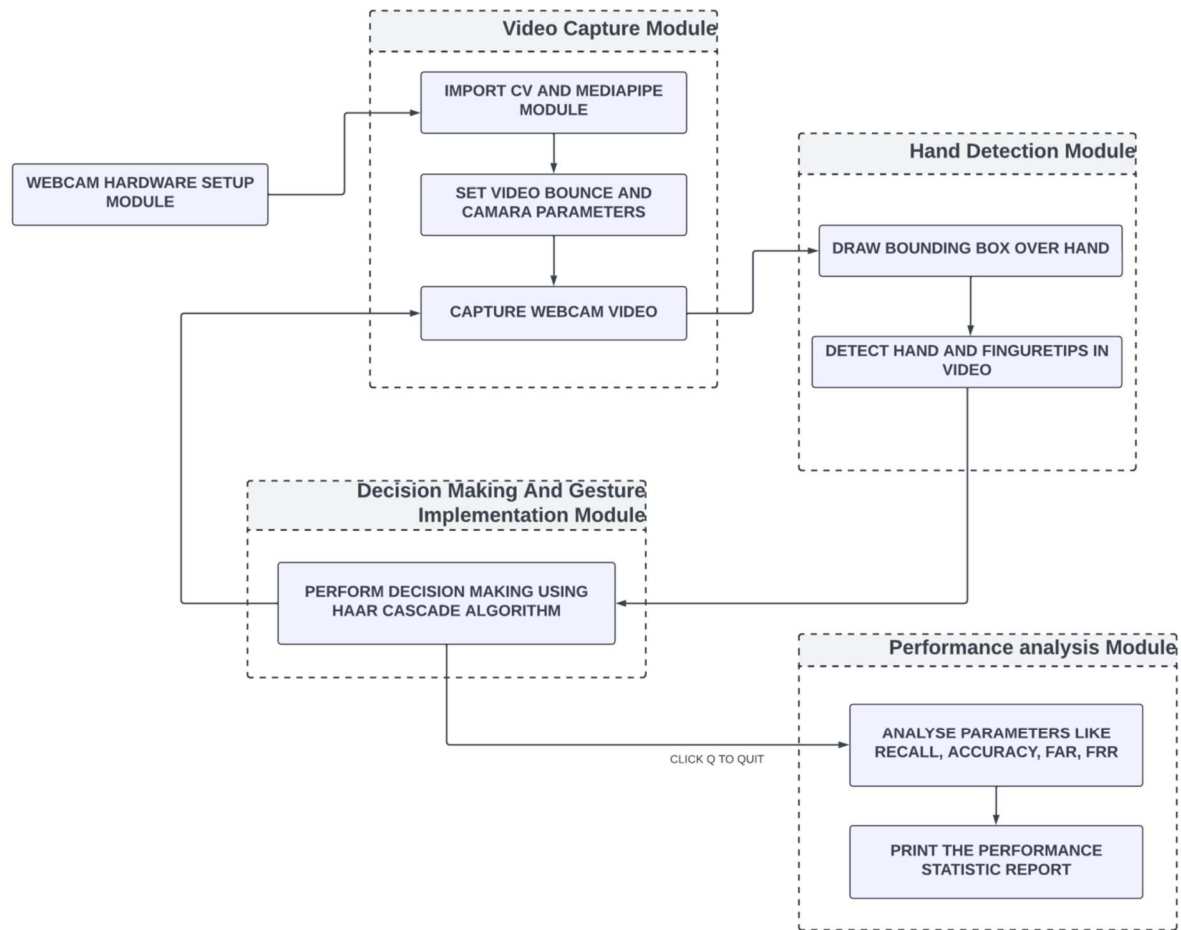 Video Capture Module
IMPORT CV AND MEDIAPIPE
MODULE
WEBCAM HARDWARE SETUP
MODULE
SET VIDEO BOUNCE AND
CAMARA PARAMETERS
CAPTURE WEBCAM VIDEO
Hand Detection Module
DRAW BOUNDING BOX OVER HAND
DETECT HAND AND FINGURETIPS IN
VIDEO
Decision Making And Gesture
Implementation Module
PERFORM DECISION MAKING USING
HAAR CASCADE ALGORITHM
CLICK Q TO QUIT
Performance analysis Module
ANALYSE PARAMETERS LIKE
RECALL, ACCURACY, FAR, FRR
PRINT THE PERFORMANCE
STATISTIC REPORT